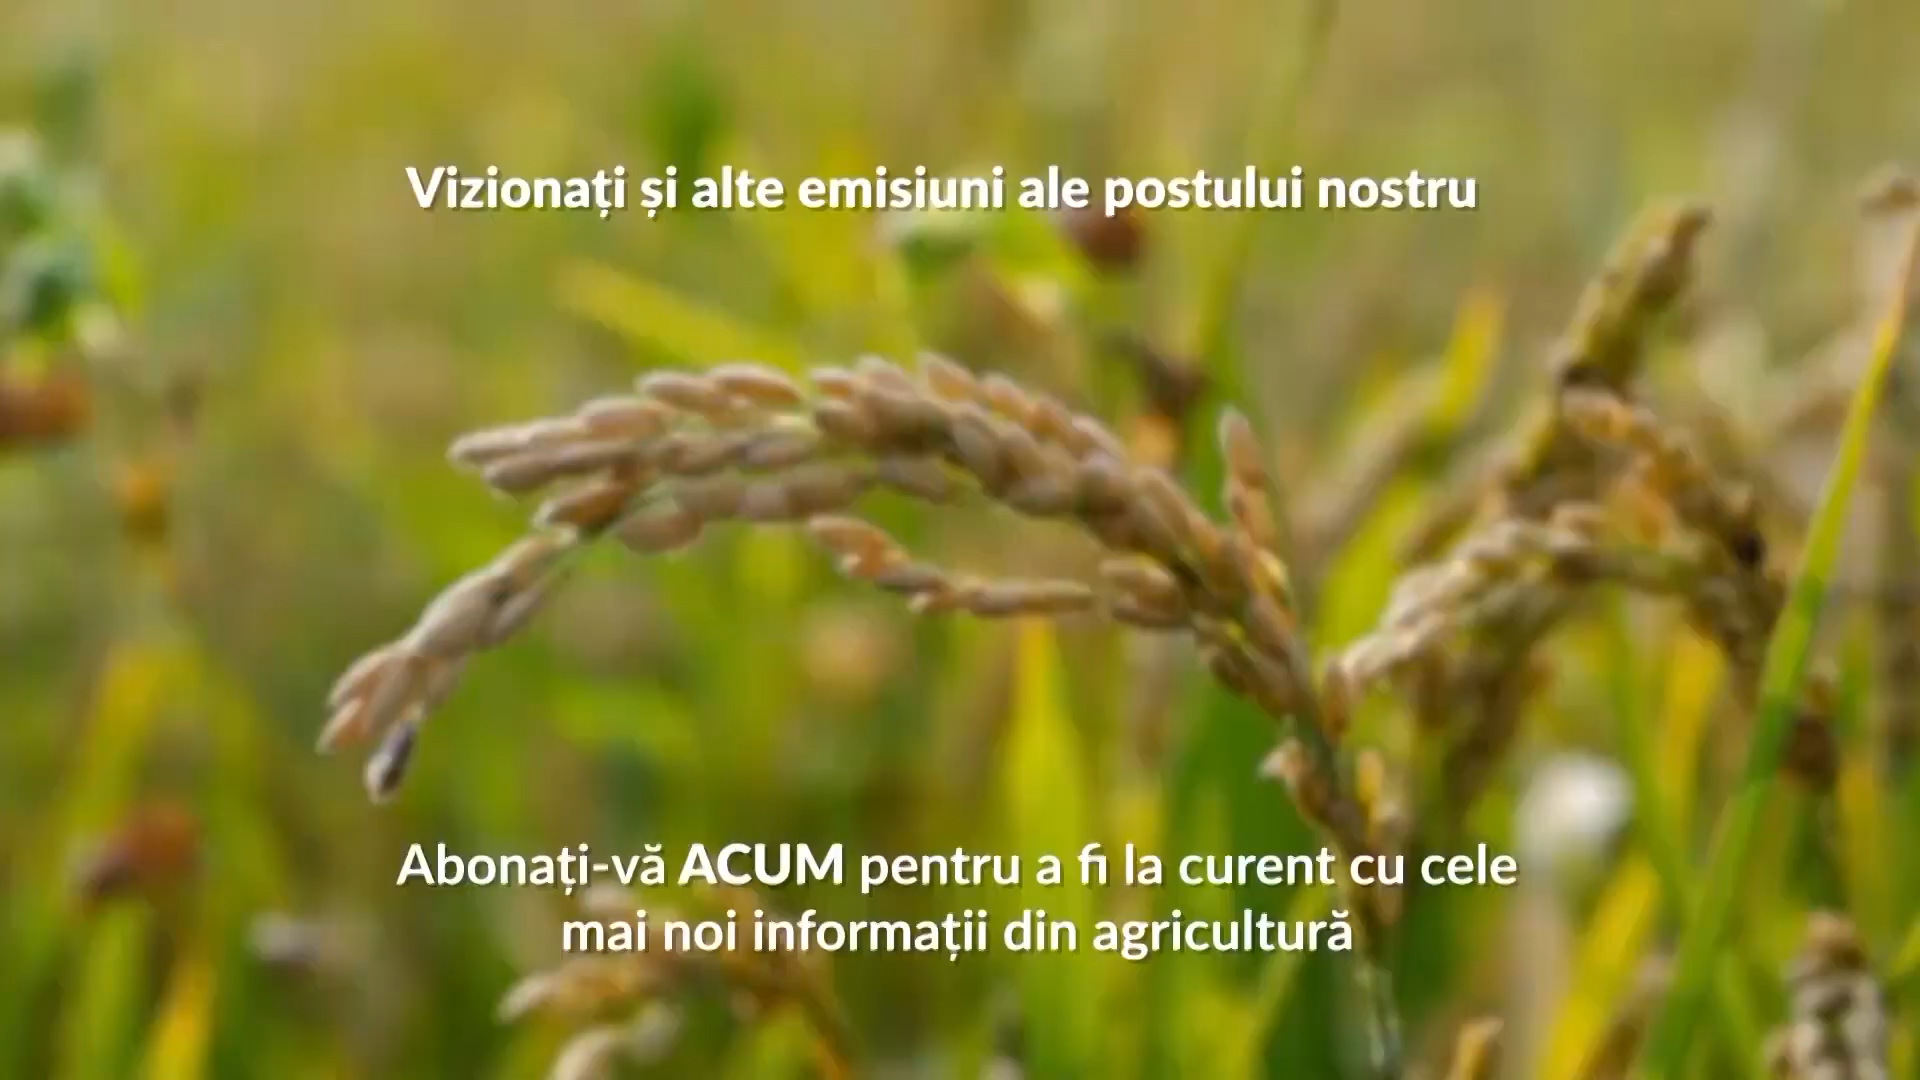 Vizionați și alte emisiuni ale postului nostru
Abonați-vă ACUM pentru a fi la curent cu cele
mai noi informații din agricultură